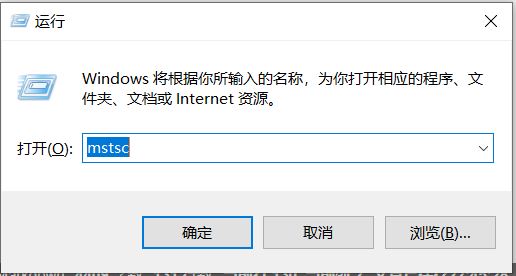 运行
Windows 将根据你所输入的名称，为你打开相应的程序、文
件夹、文档或 Internet 资源。
打开(O): mstsc
确定 取消 浏览(B)...